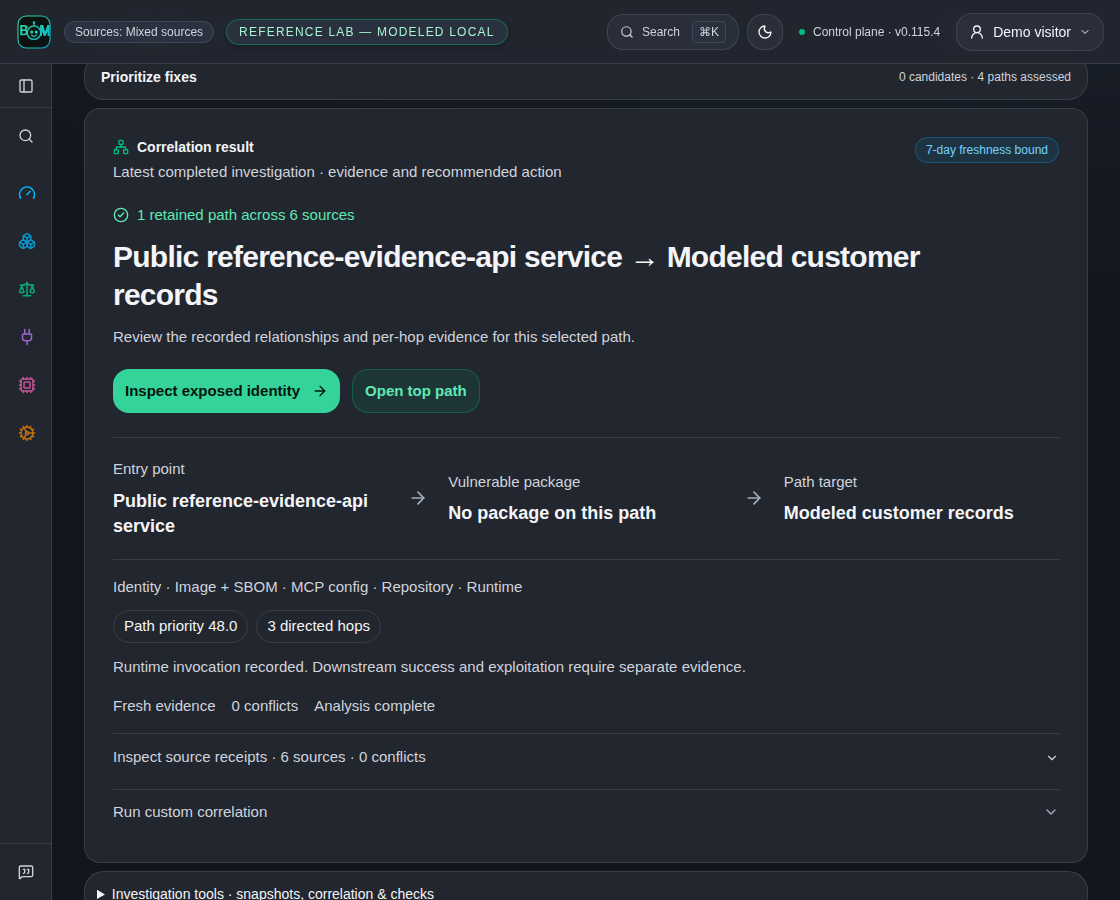 BOM
Sources: Mixed sources
REFERENCE LAB — MODELED LOCAL
Search ⌘K
Control plane · v0.115.4
Demo visitor
Prioritize fixes
0 candidates · 4 paths assessed
Correlation result
7-day freshness bound
Latest completed investigation · evidence and recommended action
1 retained path across 6 sources
Public reference-evidence-api service → Modeled customer
records
Review the recorded relationships and per-hop evidence for this selected path.
Inspect exposed identity →
Open top path
Entry point
Public reference-evidence-api
service
→
Vulnerable package
No package on this path
→
Path target
Modeled customer records
Identity · Image + SBOM · MCP config · Repository · Runtime
Path priority 48.0
3 directed hops
Runtime invocation recorded. Downstream success and exploitation require separate evidence.
Fresh evidence 0 conflicts Analysis complete
Inspect source receipts · 6 sources · 0 conflicts
Run custom correlation
Investigation tools · snapshots, correlation & checks